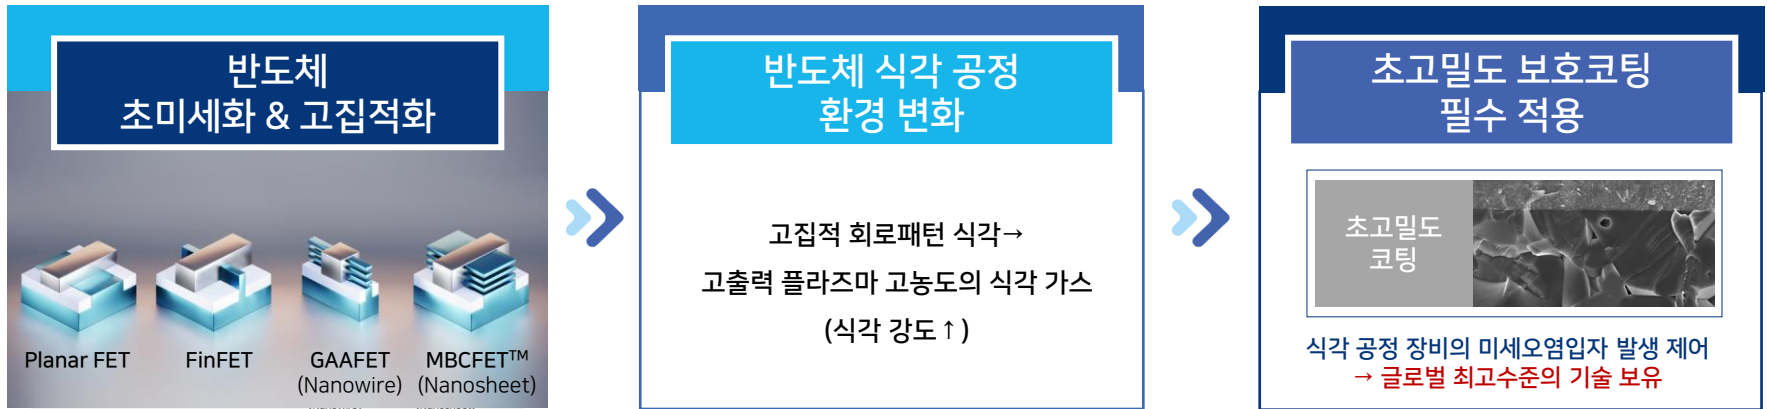 반도체
초미세화 & 고집적화
Planar FET
FinFET
GAAFET
(Nanowire)
MBCFET™
(Nanosheet)
반도체 식각 공정
환경 변화
고집적 회로패턴 식각→
고출력 플라즈마 고농도의 식각 가스
(식각 강도↑)
초고밀도 보호코팅
필수 적용
초고밀도
코팅
식각 공정 장비의 미세오염입자 발생 제어
→ 글로벌 최고수준의 기술 보유